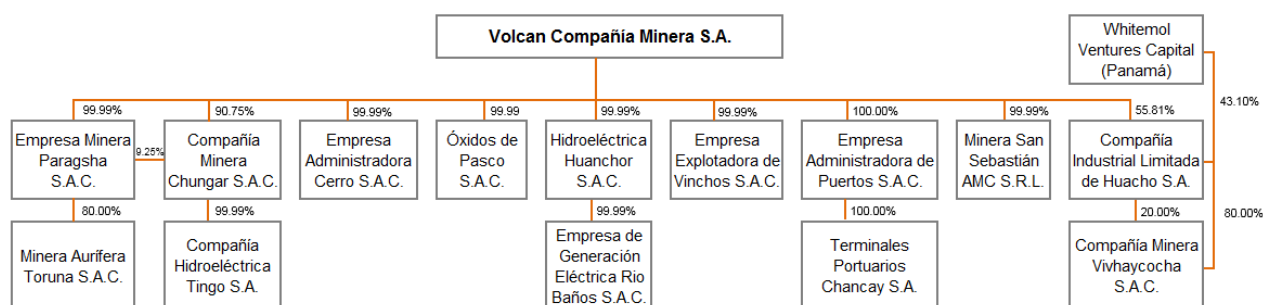 Volcan Compañía Minera S.A.
Whitemol
Ventures Capital
(Panamá)
99.99%
90.75%
99.99%
99.99
99.99%
99.99%
100.00%
99.99%
55.81%
43.10%
Empresa Minera
Paragsha
S.A.C.
9.25%
Compañía
Minera
Chungar S.A.C.
Empresa
Administradora
Cerro S.A.C.
Óxidos de
Pasco
S.A.C.
Hidroeléctrica
Huanchor
S.A.C.
Empresa
Explotadora de
Vinchos S.A.C.
Empresa
Administradora de
Puertos S.A.C.
Minera San
Sebastián
AMC S.R.L.
Compañía
Industrial Limitada
de Huacho S.A.
80.00%
99.99%
99.99%
100.00%
20.00%
80.00%
Minera Aurífera
Toruna S.A.C.
Compañía
Hidroeléctrica
Tingo S.A.
Empresa de
Generación
Eléctrica Rio
Baños S.A.C.
Terminales
Portuarios
Chancay S.A.
Compañía Minera
Vivhaycocha
S.A.C.